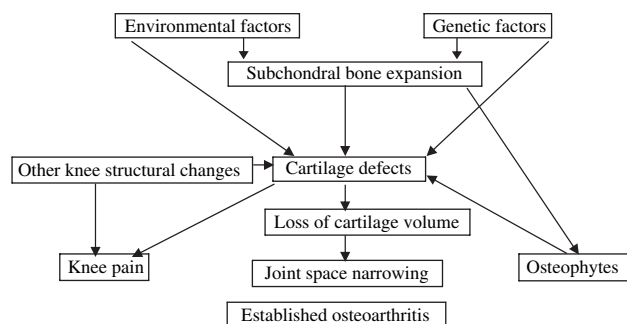 Environmental factors
Genetic factors
Subchondral bone expansion
Other knee structural changes
Cartilage defects
Loss of cartilage volume
Knee pain
Joint space narrowing
Osteophytes
Established osteoarthritis